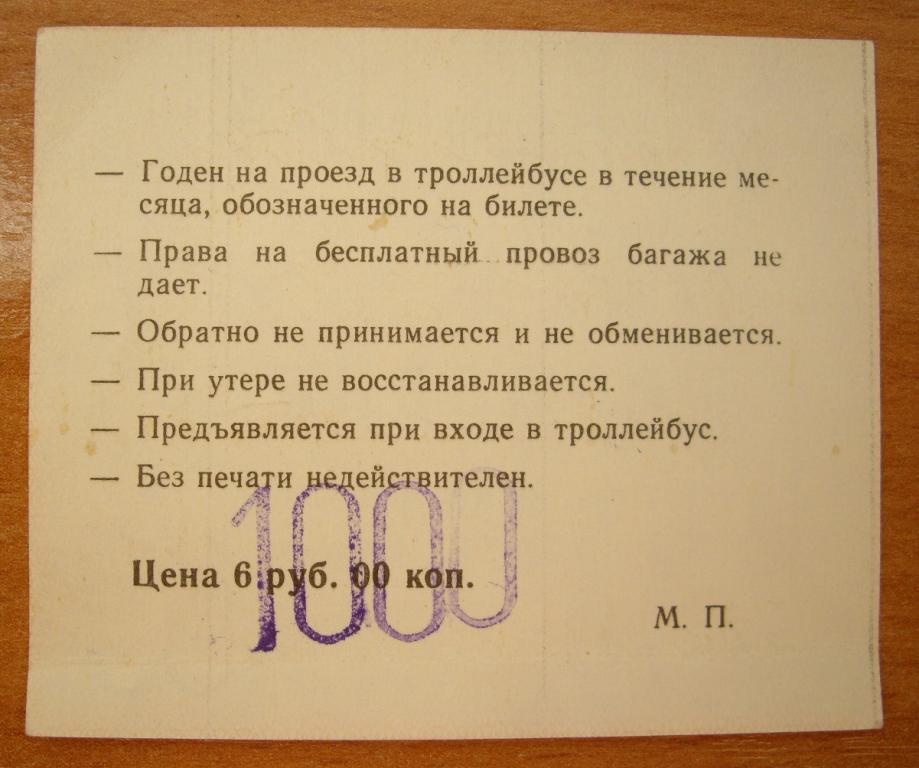 — Годен на проезд в троллейбусе в течение ме-
сяца, обозначенного на билете.
— Права на бесплатный провоз багажа не
дает.
— Обратно не принимается и не обменивается.
— При утере не восстанавливается.
— Предъявляется при входе в троллейбус.
— Без печати недействителен.
1000
Цена 6 руб. 00 коп.
М. П.